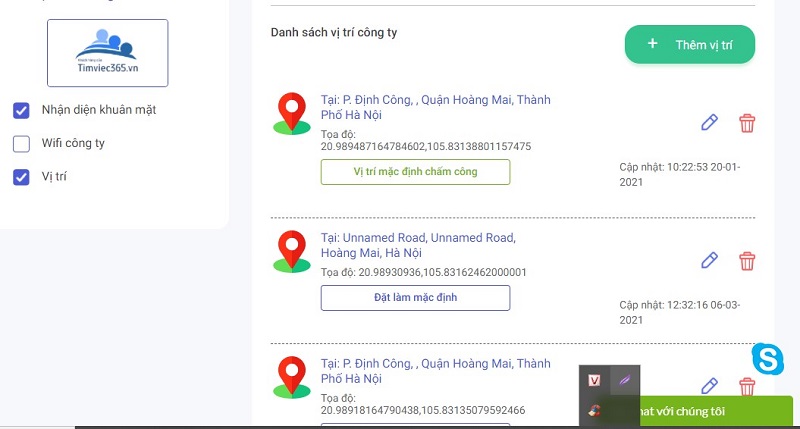 Timviec365.vn
Nhận diện khuân mặt
Wifi công ty
Vị trí
Danh sách vị trí công ty
+ Thêm vị trí
Tại: P. Định Công, , Quận Hoàng Mai, Thành
Phố Hà Nội
Tọa độ:
20.989487164784602,105.83138801157475
Vị trí mặc định chấm công
Cập nhật: 10:22:53 20-01-
2021
Tại: Unnamed Road, Unnamed Road,
Hoàng Mai, Hà Nội
Tọa độ: 20.98930936,105.83162462000001
Đặt làm mặc định
Cập nhật: 12:32:16 06-03-
2021
Tại: P. Định Công, , Quận Hoàng Mai, Thành
Phố Hà Nội
Tọa độ:
20.98918164790438,105.83135079592466
hat với chúng tôi